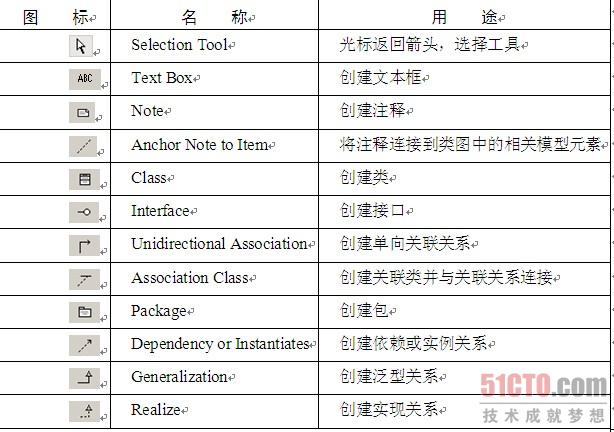 图 标 名 称 用 途
Selection Tool 光标返回箭头，选择工具
ABC Text Box 创建文本框
Note 创建注释
Anchor Note to Item 将注释连接到类图中的相关模型元素
Class 创建类
Interface 创建接口
Unidirectional Association 创建单向关联关系
Association Class 创建关联类并与关联关系连接
Package 创建包
Dependency or Instantiates 创建依赖或实例关系
Generalization 创建泛型关系
Realize 创建实现关系
51CTO.com
技术成就梦想